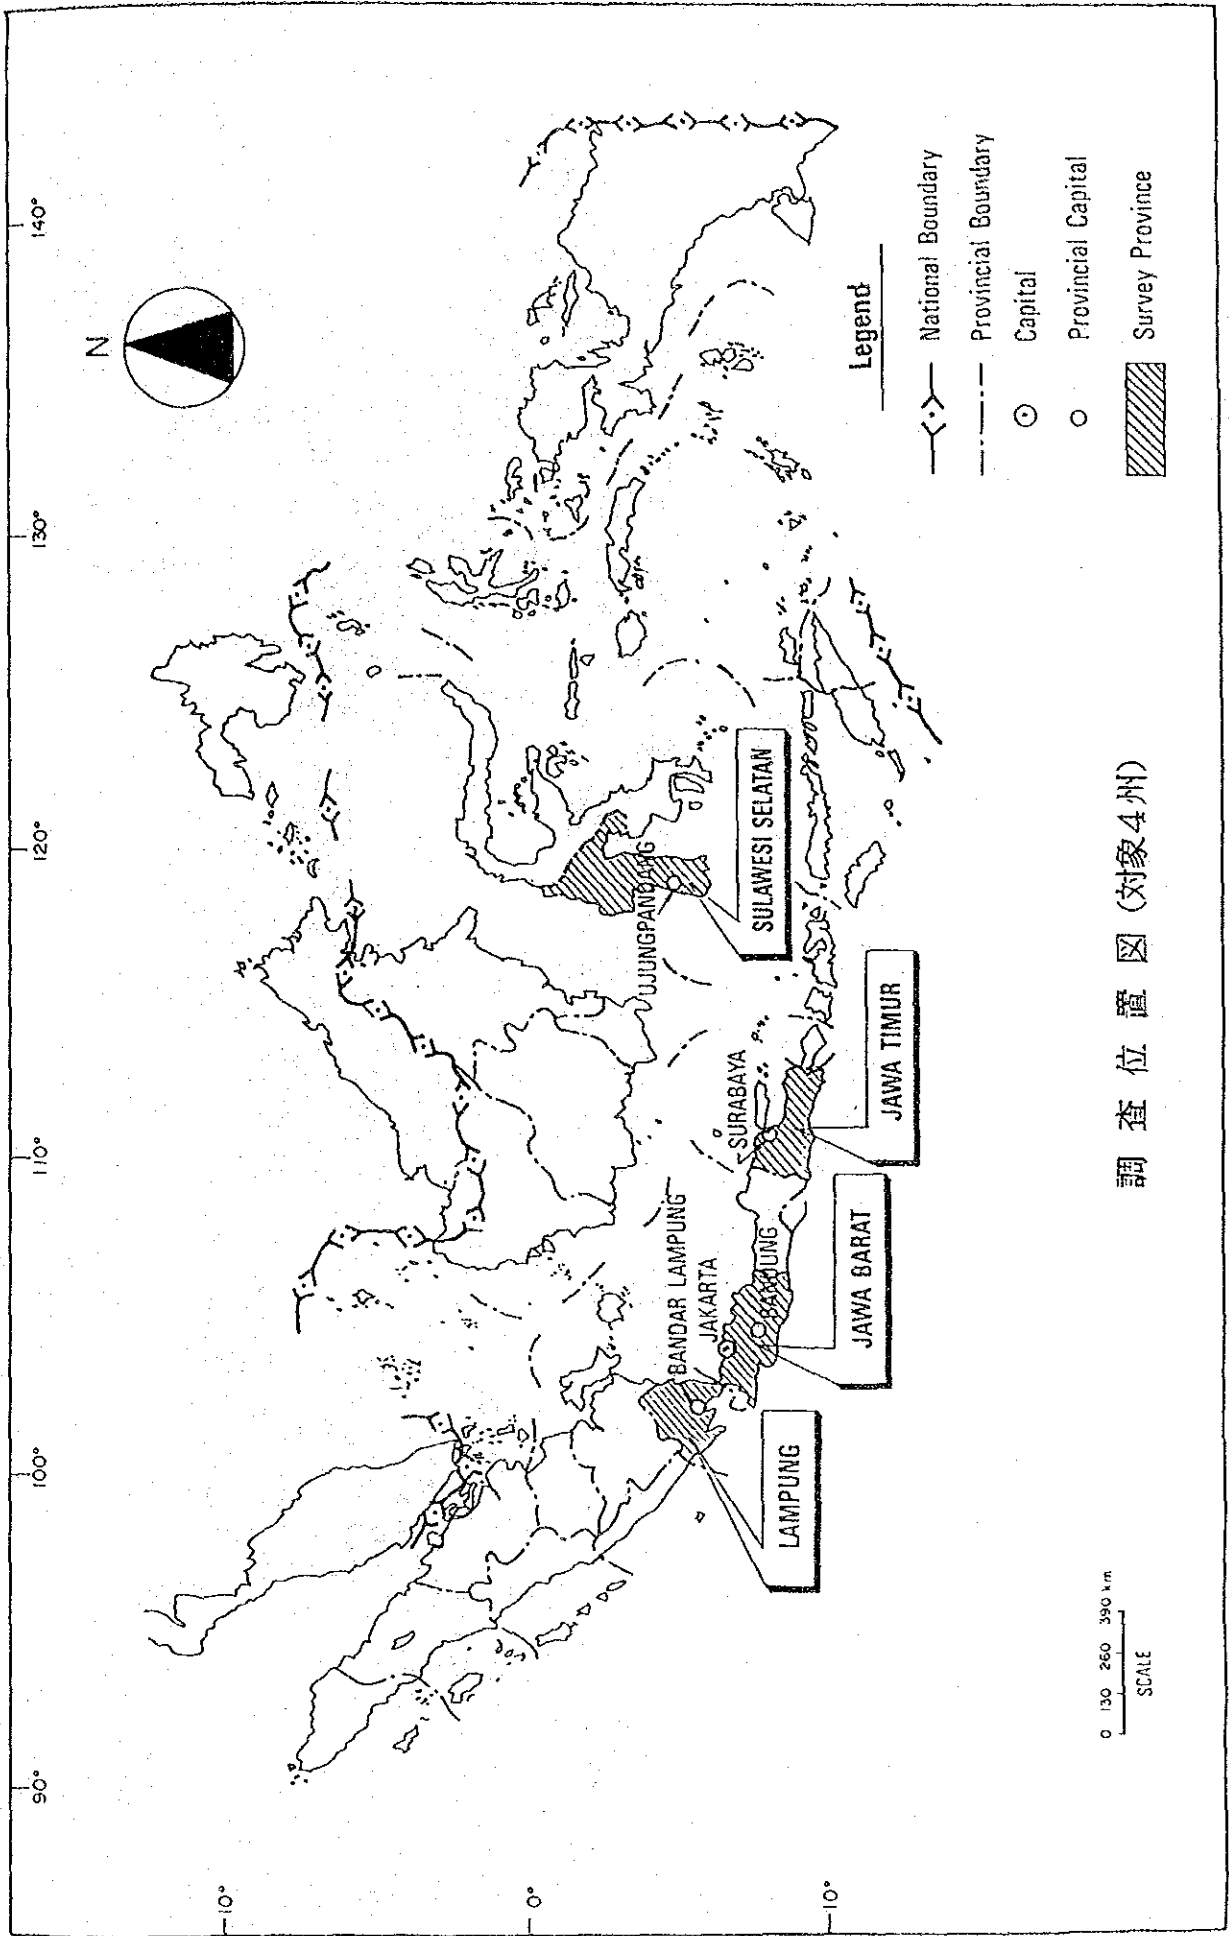 90°
100°
110°
120°
130°
140°
10°
0°
10°
N
UJUNGPANDANG
SULAWESI SELATAN
SURABAYA
JAWA TIMUR
BANDAR LAMPUNG
JAKARTA
BANDUNG
JAWA BARAT
LAMPUNG
Legend
National Boundary
Provincial Boundary
Capital
Provincial Capital
Survey Province
0 130 260 390 km
SCALE
調査位置図(対象4州)